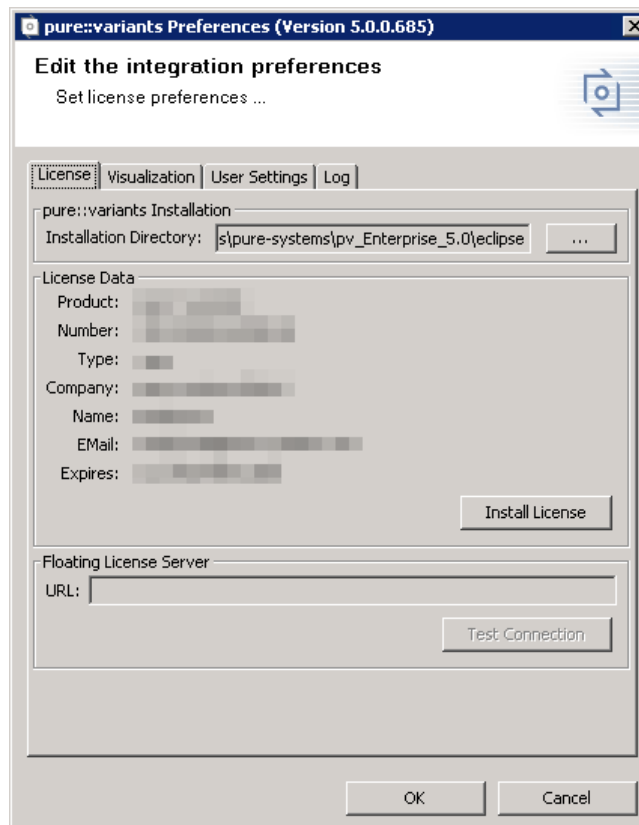 pure::variants Preferences (Version 5.0.0.685)
Edit the integration preferences
Set license preferences ...
License Visualization User Settings Log
pure::variants Installation
Installation Directory: s\pure-systems\pv_Enterprise_5.0\eclipse ...
License Data
Product:
Number:
Type:
Company:
Name:
EMail:
Expires:
Install License
Floating License Server
URL:
Test Connection
OK Cancel